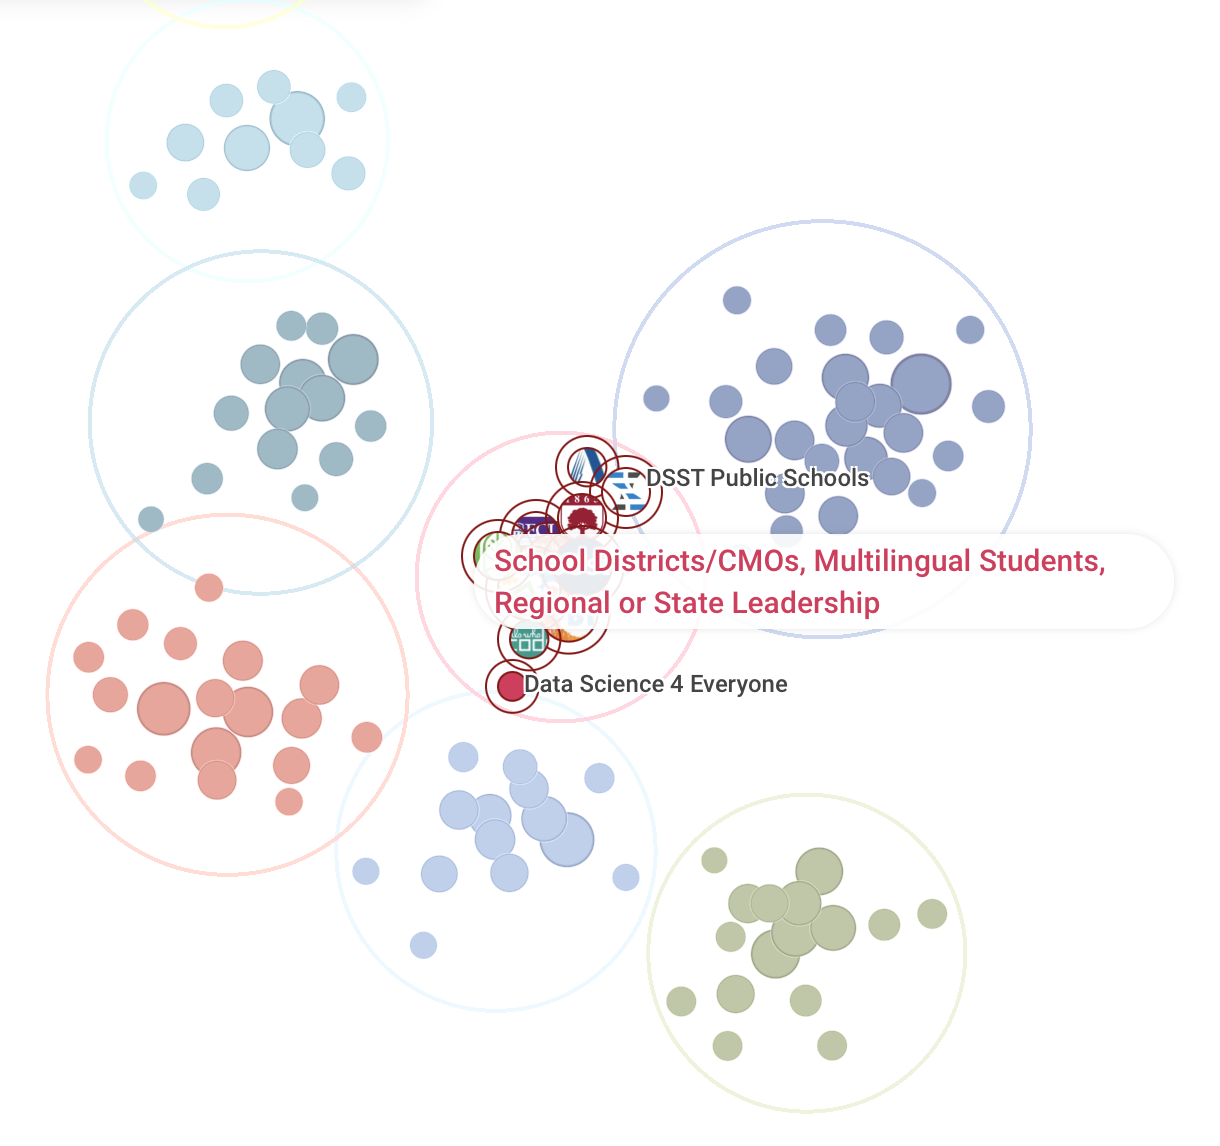 DSST Public Schools
School Districts/CMOs, Multilingual Students,
Regional or State Leadership
Data Science 4 Everyone